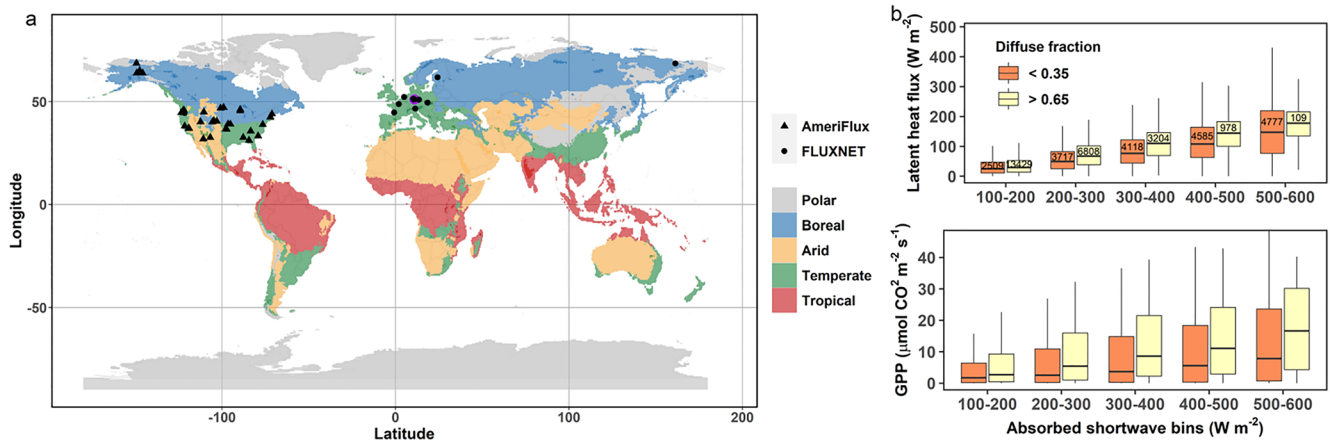 a
Longitude
50
0
-50
-100
0
100
200
Latitude
AmeriFlux
FLUXNET
Polar
Boreal
Arid
Temperate
Tropical
b
Latent heat flux (W m⁻²)
500
400
300
200
100
0
Diffuse fraction
< 0.35
> 0.65
2509 13429 3717 6808 4118 3204 4585 978 4777 109
100-200 200-300 300-400 400-500 500-600
GPP (μmol CO² m⁻² s⁻¹)
40
30
20
10
0
100-200 200-300 300-400 400-500 500-600
Absorbed shortwave bins (W m⁻²)